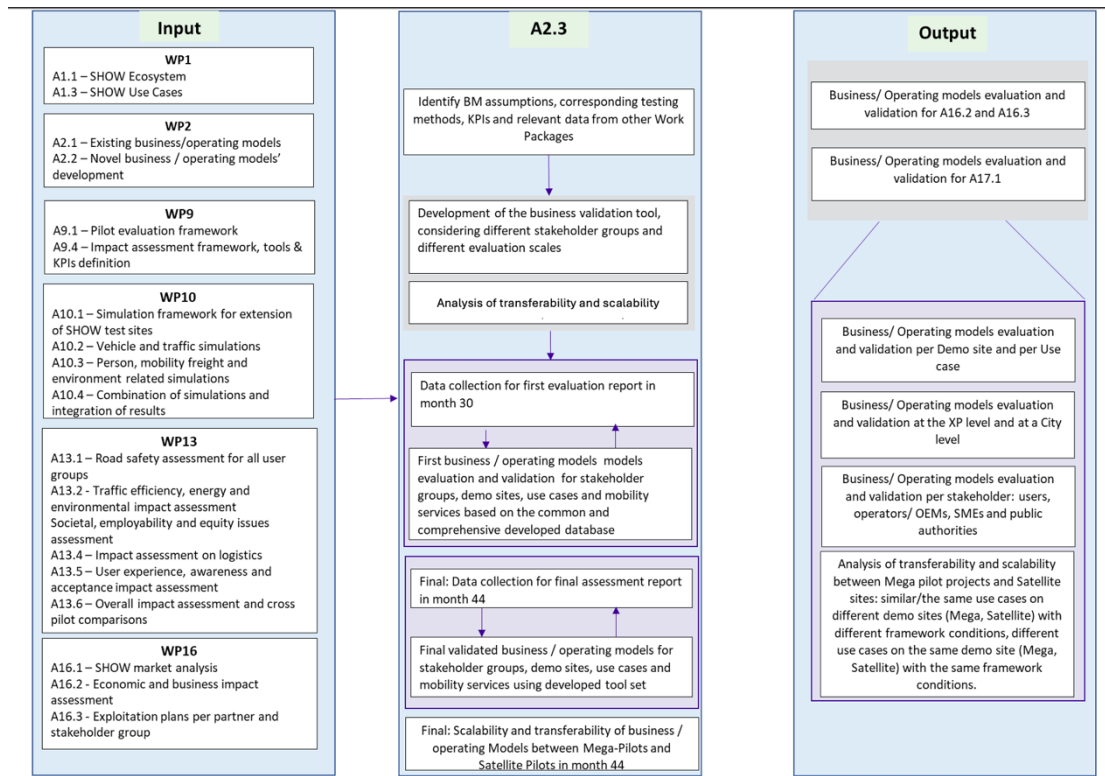 Input
WP1
A1.1 – SHOW Ecosystem
A1.3 – SHOW Use Cases
WP2
A2.1 – Existing business/operating models
A2.2 – Novel business / operating models’
development
WP9
A9.1 – Pilot evaluation framework
A9.4 – Impact assessment framework, tools &
KPIs definition
WP10
A10.1 – Simulation framework for extension
of SHOW test sites
A10.2 – Vehicle and traffic simulations
A10.3 – Person, mobility freight and
environment related simulations
A10.4 – Combination of simulations and
integration of results
WP13
A13.1 – Road safety assessment for all user
groups
A13.2 - Traffic efficiency, energy and
environmental impact assessment
Societal, employability and equity issues
assessment
A13.4 – Impact assessment on logistics
A13.5 – User experience, awareness and
acceptance impact assessment
A13.6 – Overall impact assessment and cross
pilot comparisons
WP16
A16.1 – SHOW market analysis
A16.2 - Economic and business impact
assessment
A16.3 – Exploitation plans per partner and
stakeholder group
A2.3
Identify BM assumptions, corresponding testing
methods, KPIs and relevant data from other Work
Packages
Development of the business validation tool,
considering different stakeholder groups and
different evaluation scales
Analysis of transferability and scalability
Data collection for first evaluation report in
month 30
First business / operating models models
evaluation and validation for stakeholder
groups, demo sites, use cases and mobility
services based on the common and
comprehensive developed database
Final: Data collection for final assessment report
in month 44
Final validated business / operating models for
stakeholder groups, demo sites, use cases and
mobility services using developed tool set
Final: Scalability and transferability of business /
operating Models between Mega-Pilots and
Satellite Pilots in month 44
Output
Business/ Operating models evaluation and
validation for A16.2 and A16.3
Business/ Operating models evaluation and
validation for A17.1
Business/ Operating models evaluation
and validation per Demo site and per Use
case
Business/ Operating models evaluation
and validation at the XP level and at a City
level
Business/ Operating models evaluation
and validation per stakeholder: users,
operators/ OEMs, SMEs and public
authorities
Analysis of transferability and scalability
between Mega pilot projects and Satellite
sites: similar/the same use cases on
different demo sites (Mega, Satellite) with
different framework conditions, different
use cases on the same demo site (Mega,
Satellite) with the same framework
conditions.